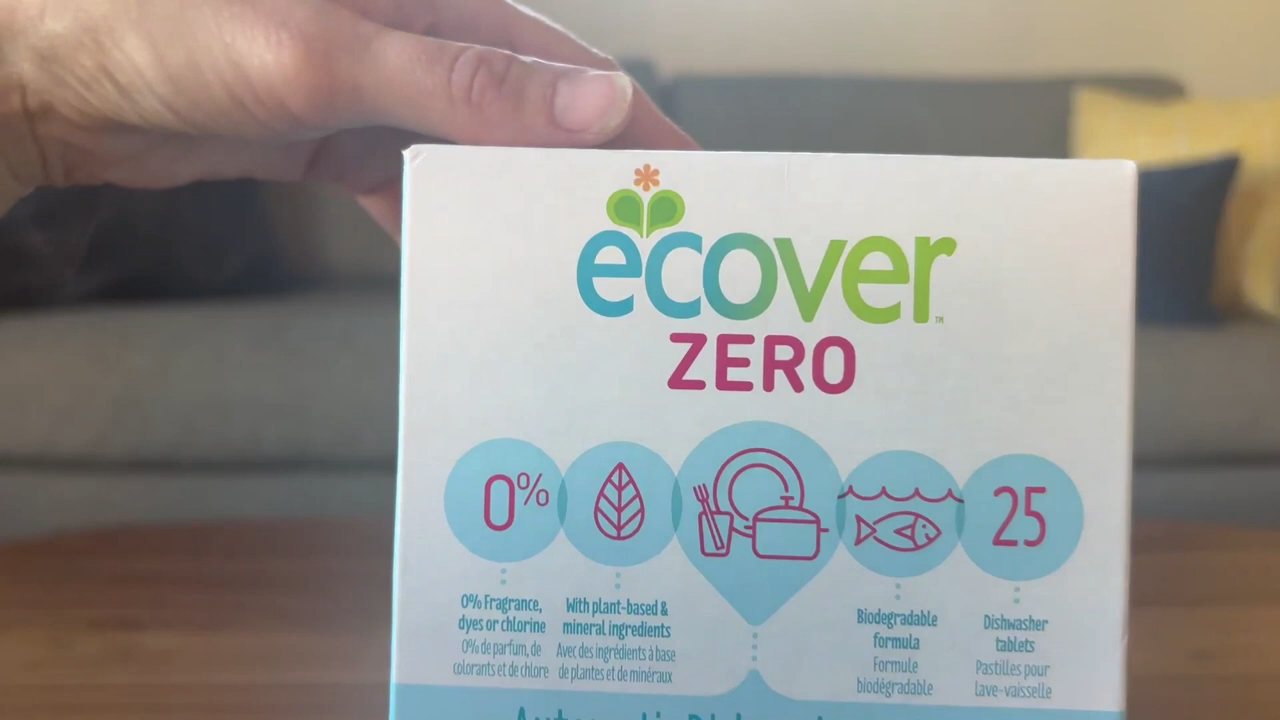 ecover™
ZERO
0%
25
0% Fragrance,
dyes or chlorine
0% de parfum, de
colorants et de chlore
With plant-based &
mineral ingredients
Avec des ingrédients à base
de plantes et de minéraux
Biodegradable
formula
Formule
biodégradable
Dishwasher
tablets
Pastilles pour
lave-vaisselle